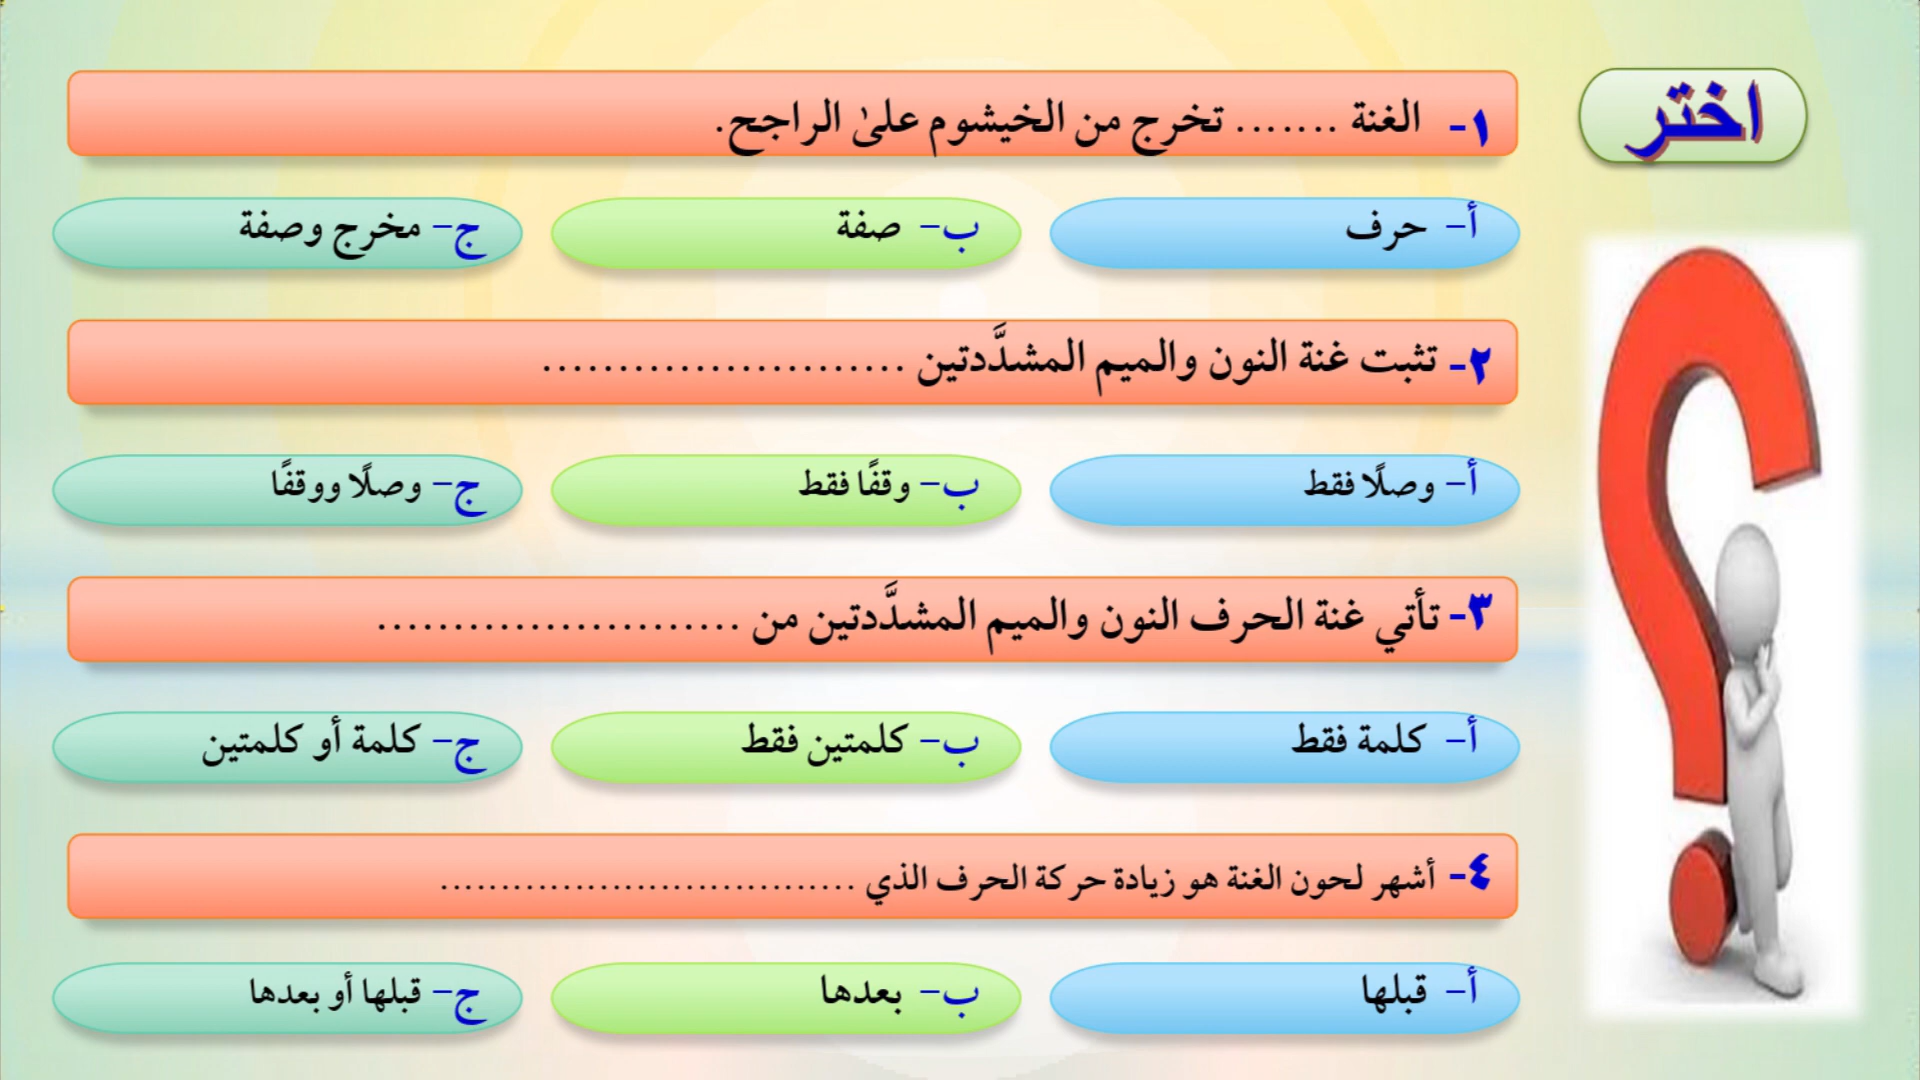 اختر
١- الغنة ....... تخرج من الخيشوم علىٰ الراجح.
أ- حرف
ب- صفة
ج- مخرج وصفة
٢- تثبت غنة النون والميم المشدَّدتين ........................
أ- وصلًا فقط
ب- وقفًا فقط
ج- وصلًا ووقفًا
٣- تأتي غنة الحرف النون والميم المشدَّدتين من ........................
أ- كلمة فقط
ب- كلمتين فقط
ج- كلمة أو كلمتين
٤- أشهر لحون الغنة هو زيادة حركة الحرف الذي ..................................
أ- قبلها
ب- بعدها
ج- قبلها أو بعدها